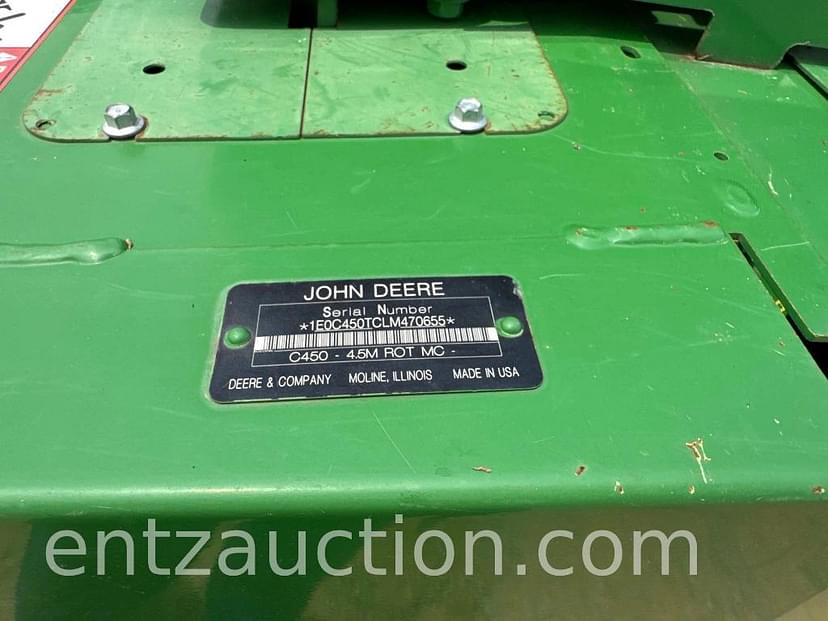 JOHN DEERE
Serial Number
*1E0C450TCLM470655*
C450 - 4.5M ROT MC -
DEERE & COMPANY MOLINE, ILLINOIS MADE IN USA
entzauction.com